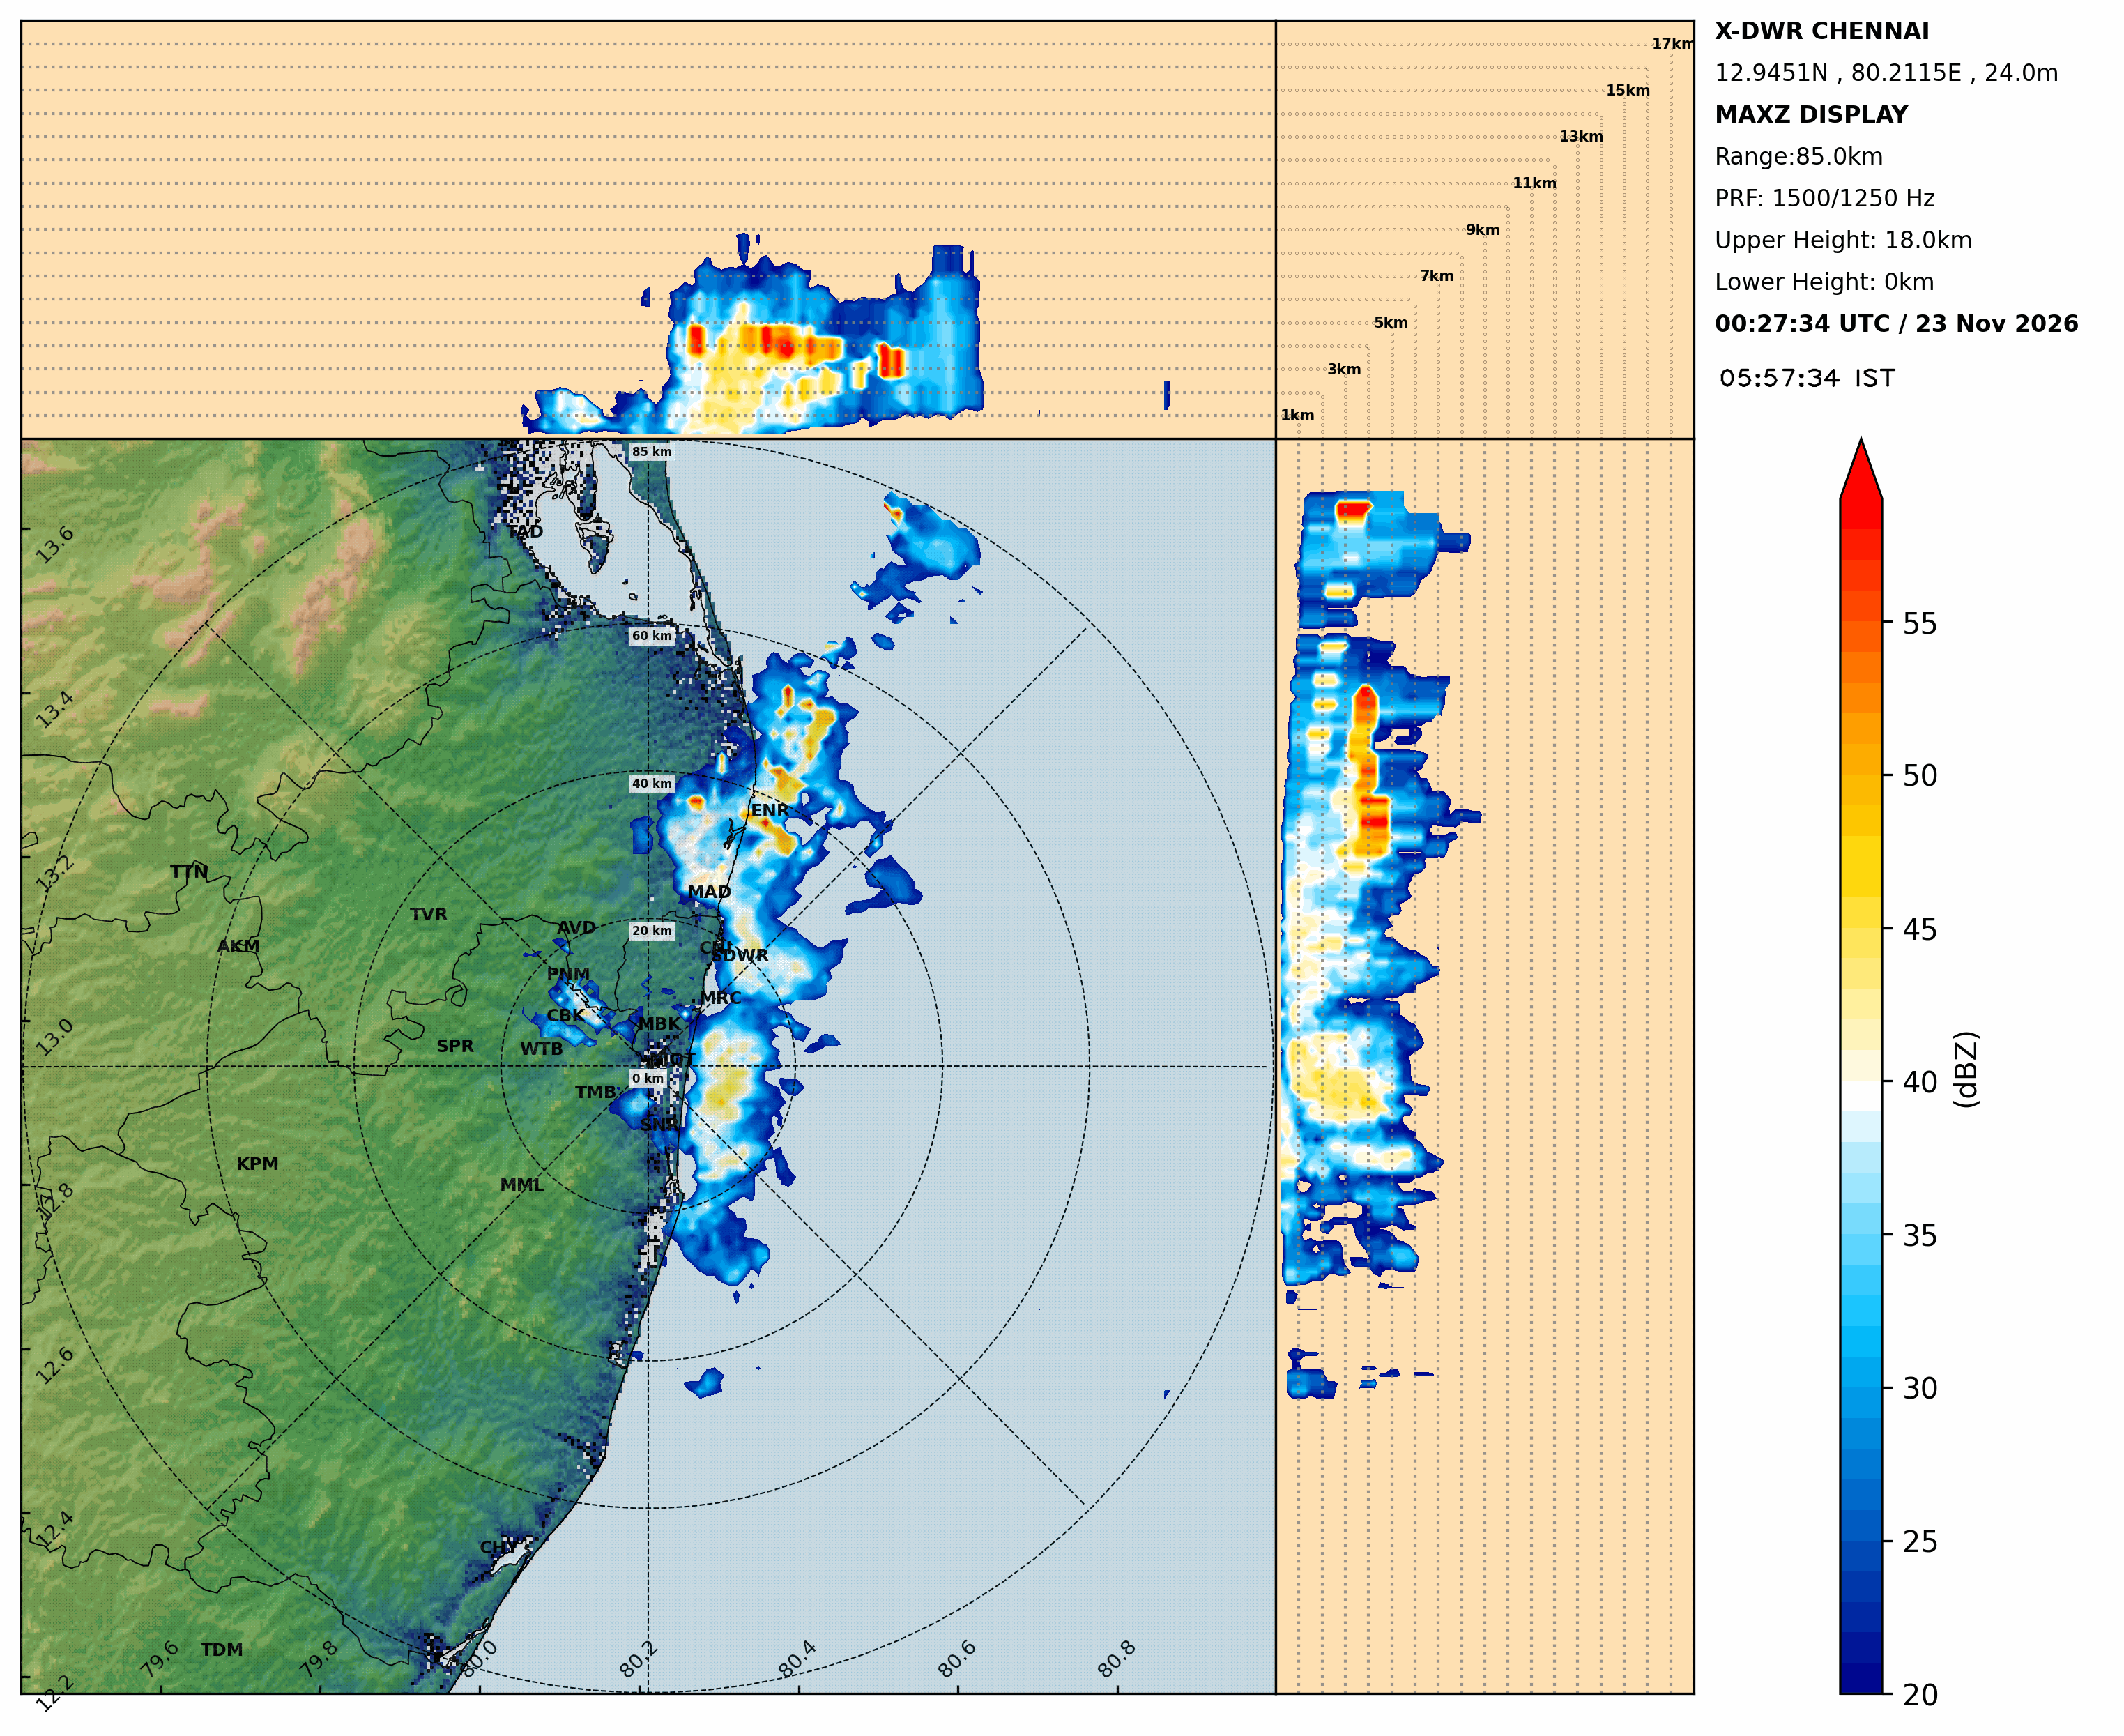 X-DWR CHENNAI
12.9451N , 80.2115E , 24.0m
MAXZ DISPLAY
Range:85.0km
PRF: 1500/1250 Hz
Upper Height: 18.0km
Lower Height: 0km
00:27:34 UTC / 23 Nov 2026
05:57:34 IST
17km
15km
13km
11km
9km
7km
5km
3km
1km
85 km
60 km
40 km
20 km
0 km
TAD
ENR
TTN
MAD
TVR
AVD
AKM
SDWR
PNM
MRC
CBK
MBK
SPR
WTB
TMB
KPM
MML
CHY
TDM
13.6
13.4
13.2
13.0
12.8
12.6
12.4
12.2
79.6
79.8
80.0
80.2
80.4
80.6
80.8
55
50
45
40
35
30
25
20
(dBZ)